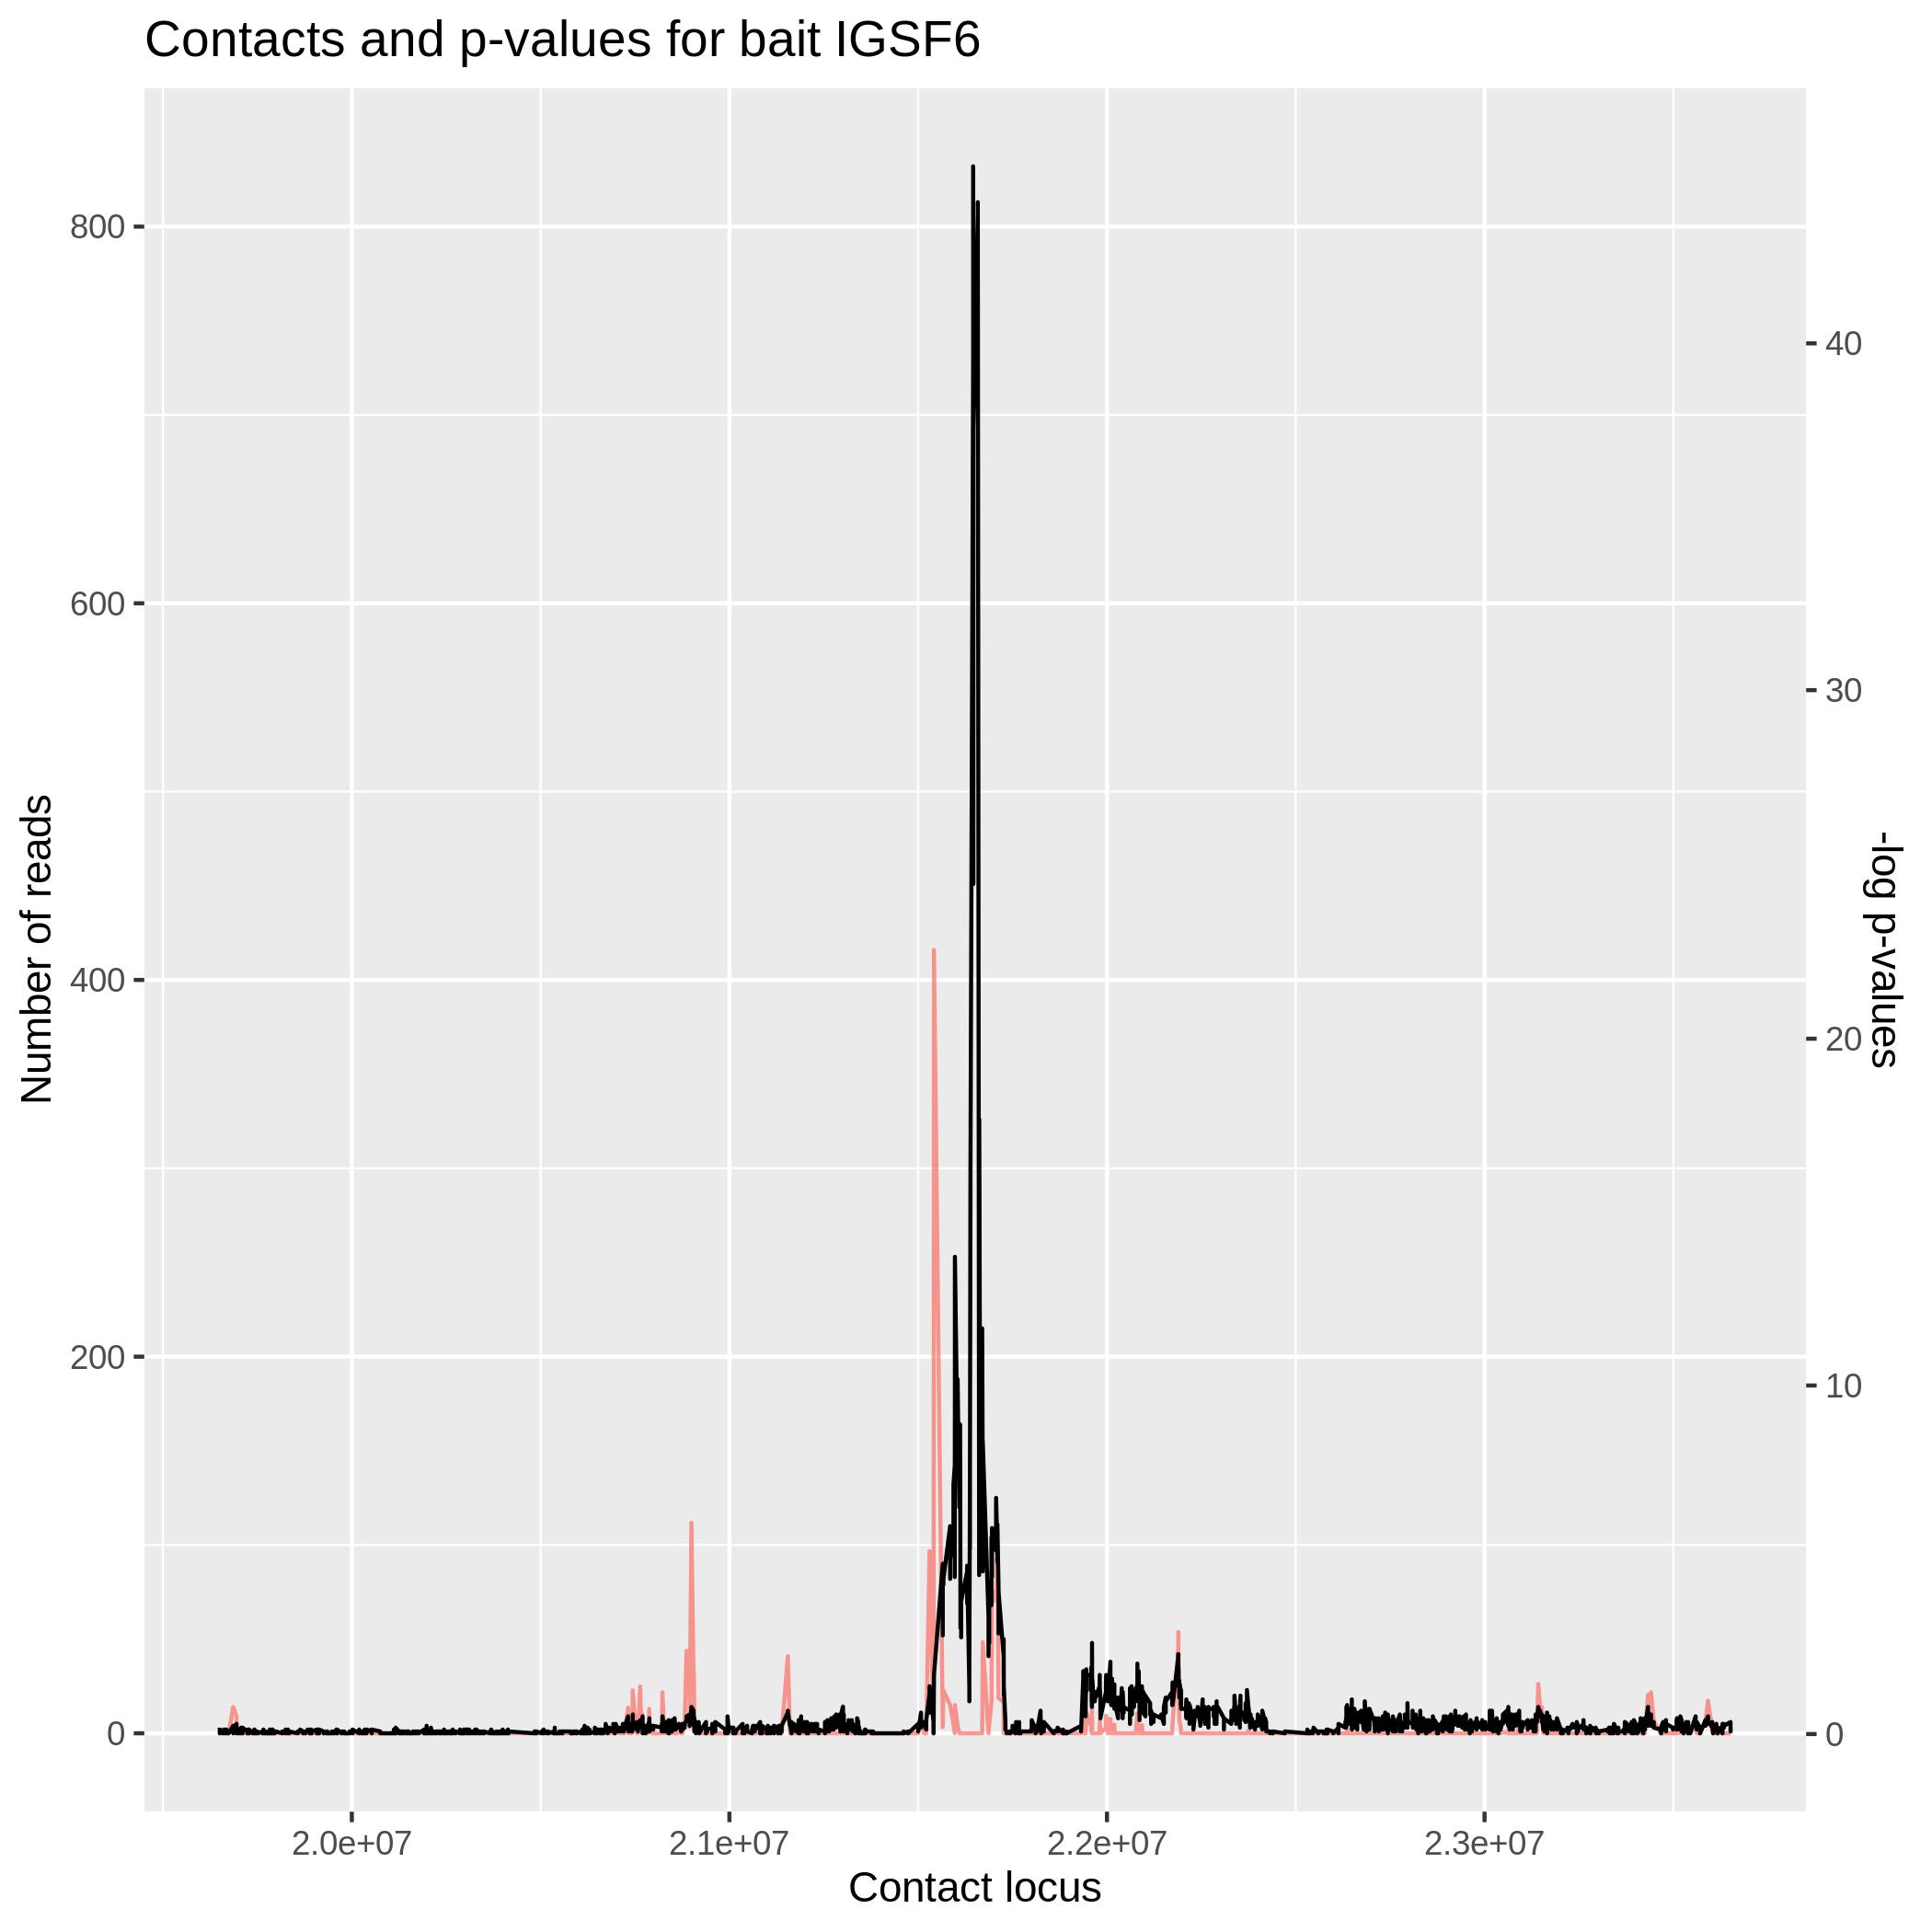 Contacts and p-values for bait IGSF6
Number of reads
800
600
400
200
0
40
30
20
10
0
-log p-values
2.0e+07
2.1e+07
2.2e+07
2.3e+07
Contact locus